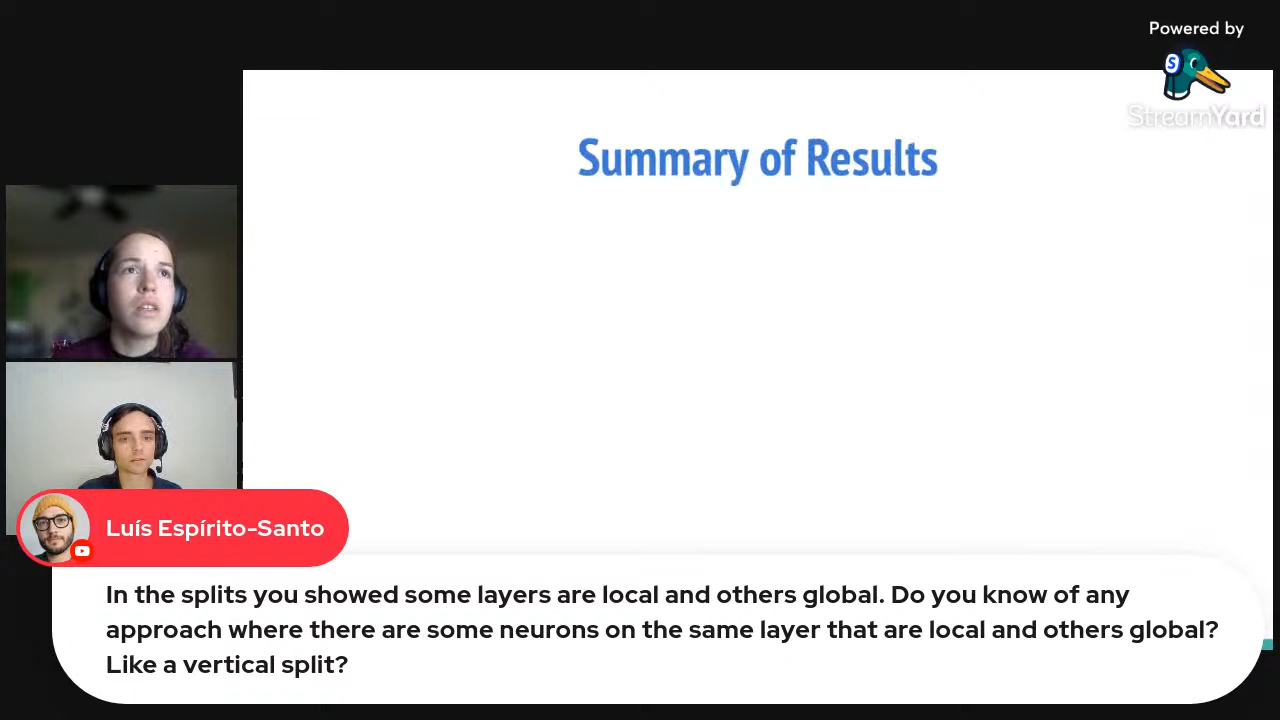 Powered by
S
StreamYard
Summary of Results
Luís Espírito-Santo
In the splits you showed some layers are local and others global. Do you know of any
approach where there are some neurons on the same layer that are local and others global?
Like a vertical split?